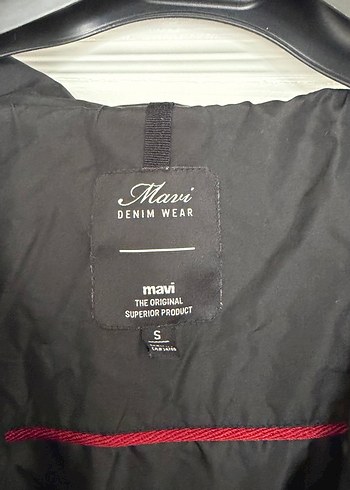 Mavi
DENIM WEAR
mavi
THE ORIGINAL
SUPERIOR PRODUCT
S